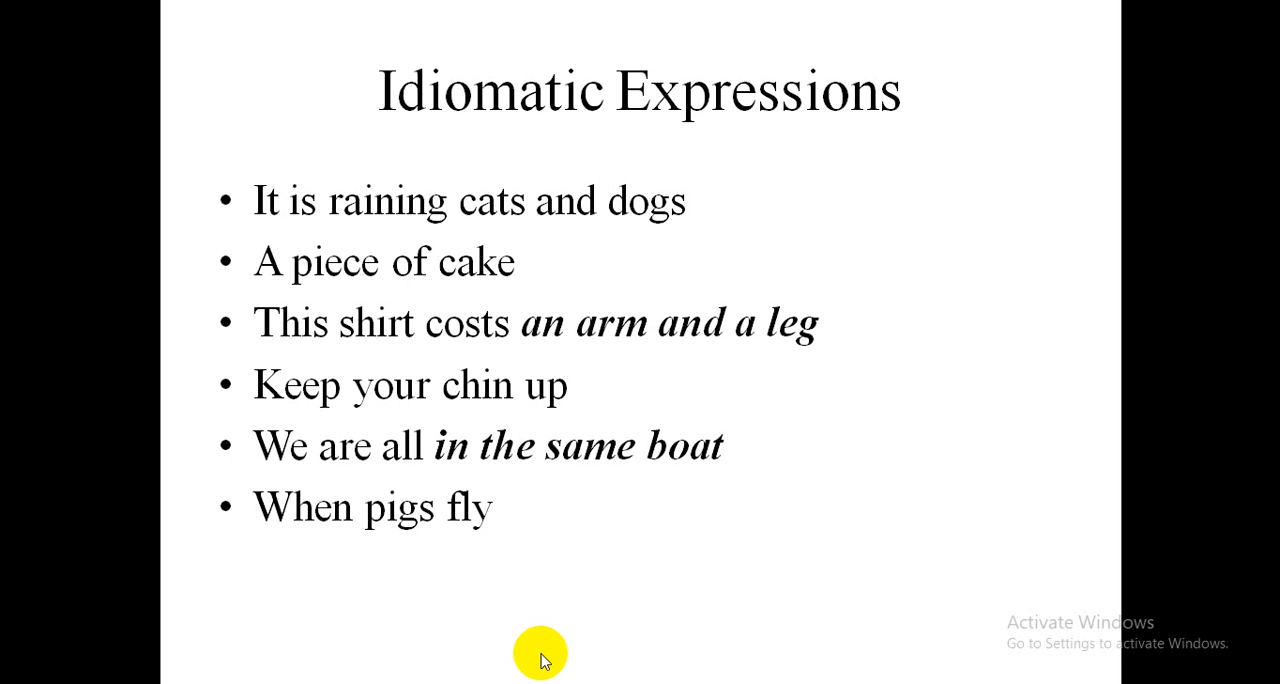 Idiomatic Expressions
• It is raining cats and dogs
• A piece of cake
• This shirt costs an arm and a leg
• Keep your chin up
• We are all in the same boat
• When pigs fly
Activate Windows
Go to Settings to activate Windows.